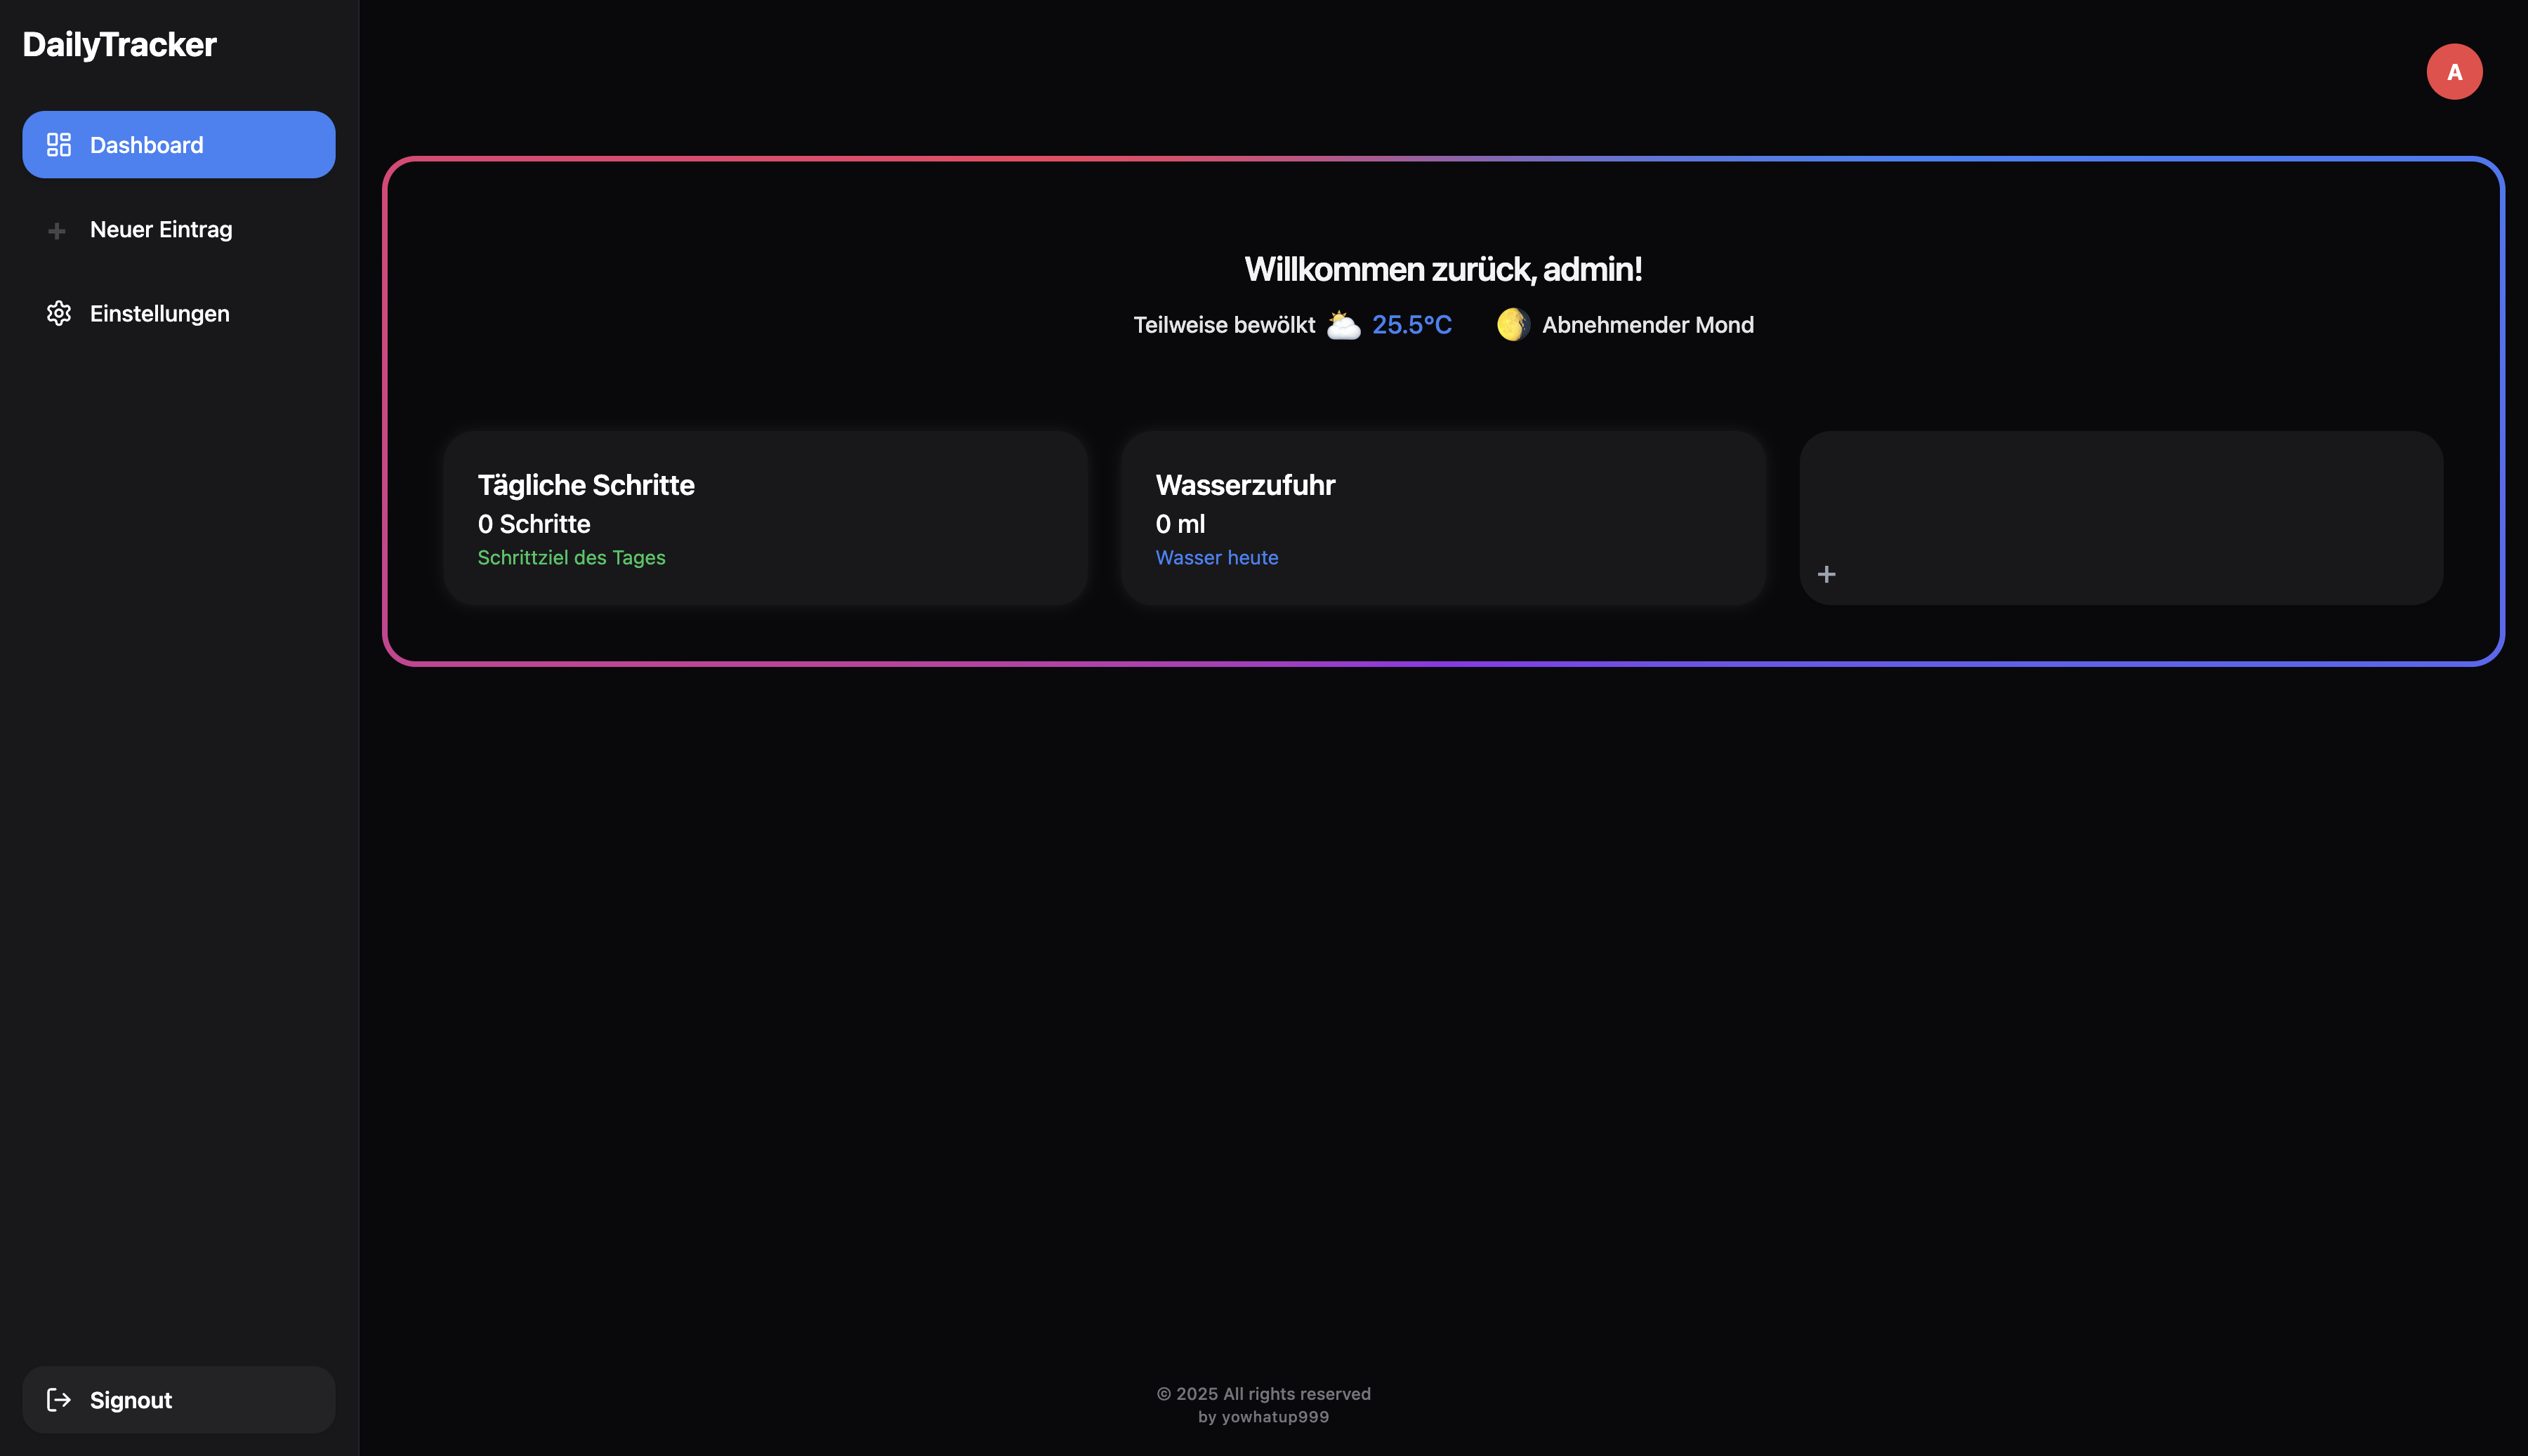 DailyTracker
Dashboard
Neuer Eintrag
Einstellungen
Signout
A
Willkommen zurück, admin!
Teilweise bewölkt 25.5°C Abnehmender Mond
Tägliche Schritte
0 Schritte
Schrittziel des Tages
Wasserzufuhr
0 ml
Wasser heute
+
© 2025 All rights reserved
by yowhatup999